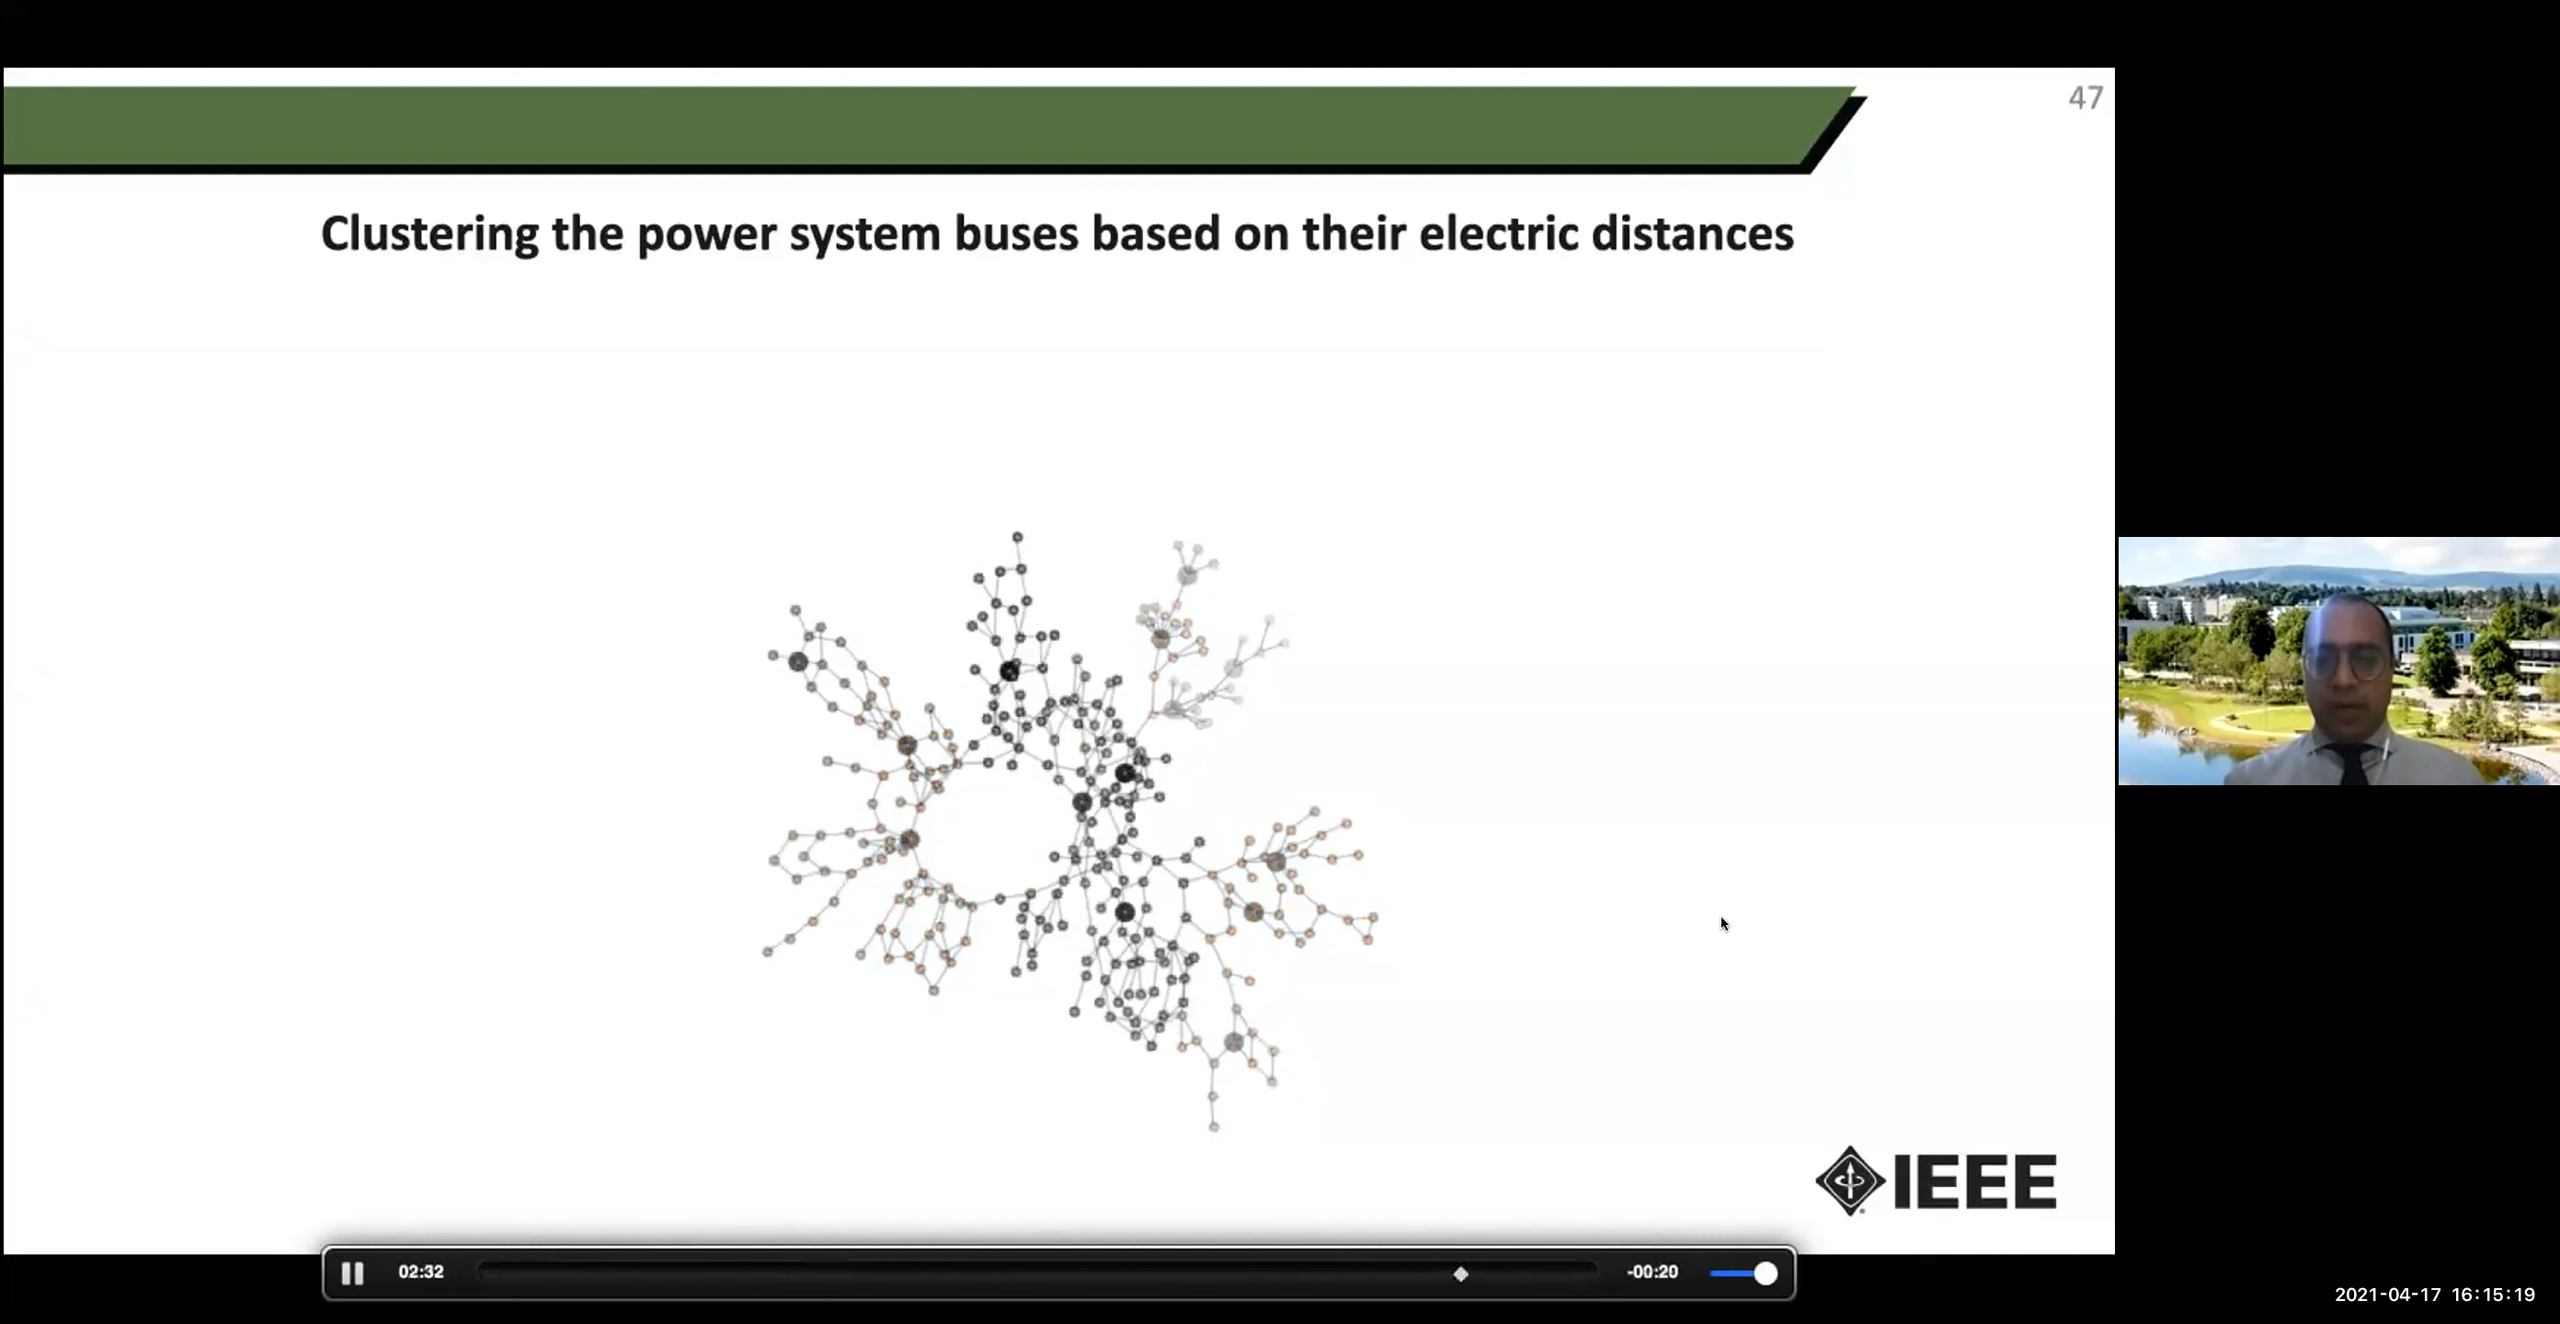 47
Clustering the power system buses based on their electric distances
IEEE
02:32
-00:20
2021-04-17 16:15:19